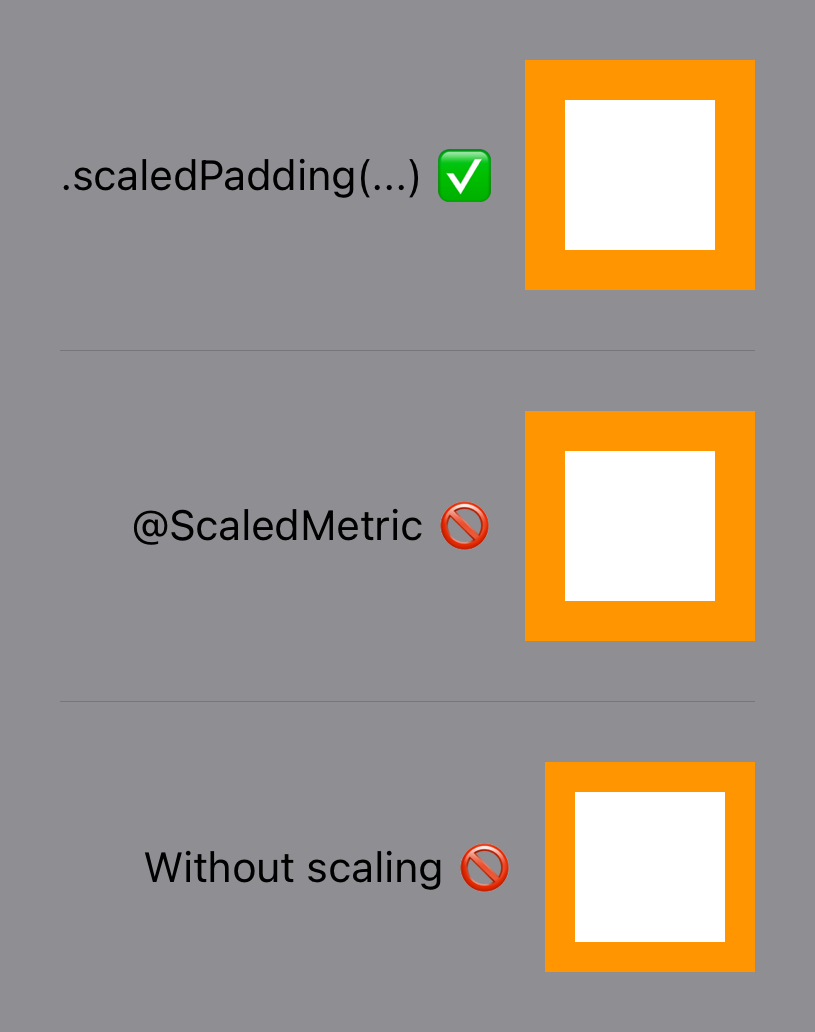 .scaledPadding(...) ✅
@ScaledMetric 🚫
Without scaling 🚫